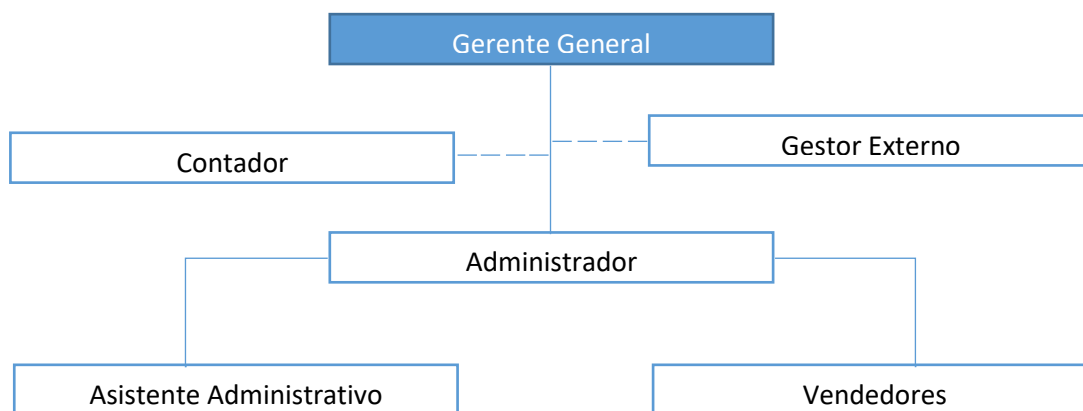 Gerente General
Gestor Externo
Contador
Administrador
Asistente Administrativo
Vendedores